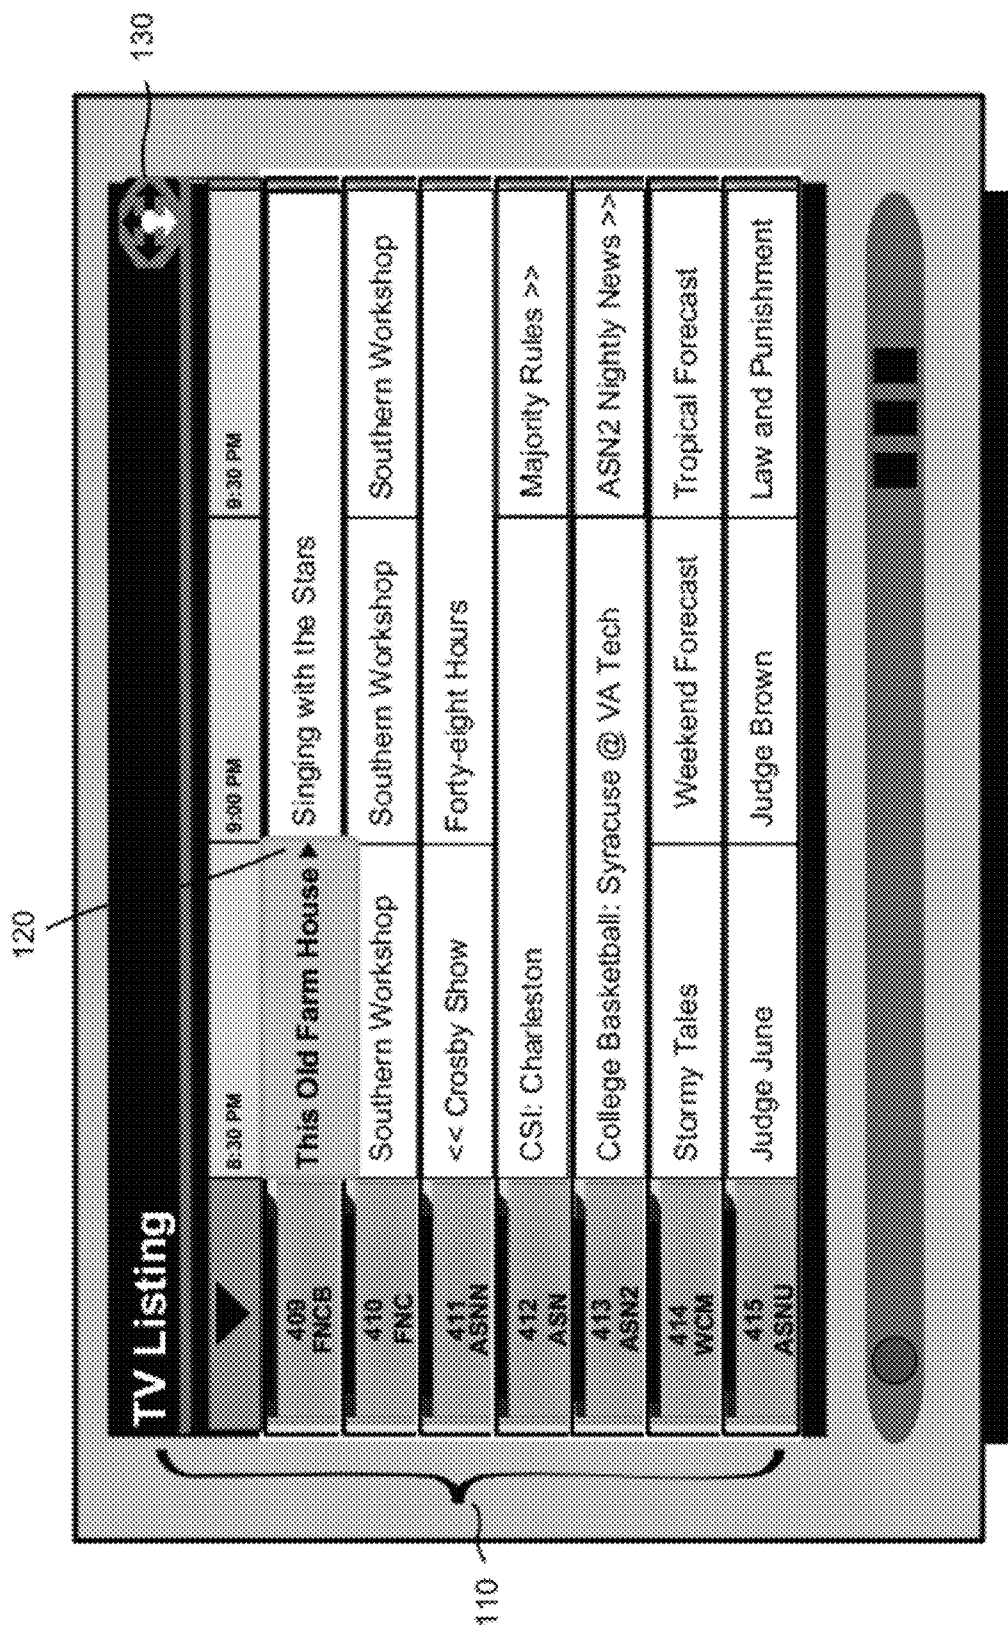 130
120
110
TV Listing
8:30 PM 9:00 PM 9:30 PM
409 FNCB This Old Farm House ▶ Singing with the Stars
410 FNC Southern Workshop Southern Workshop Southern Workshop
411 ASNN << Crosby Show Forty-eight Hours
412 ASN CSI: Charleston Majority Rules >>
413 ASN2 College Basketball: Syracuse @ VA Tech ASN2 Nightly News >>
414 WCM Stormy Tales Weekend Forecast Tropical Forecast
415 ASNU Judge June Judge Brown Law and Punishment